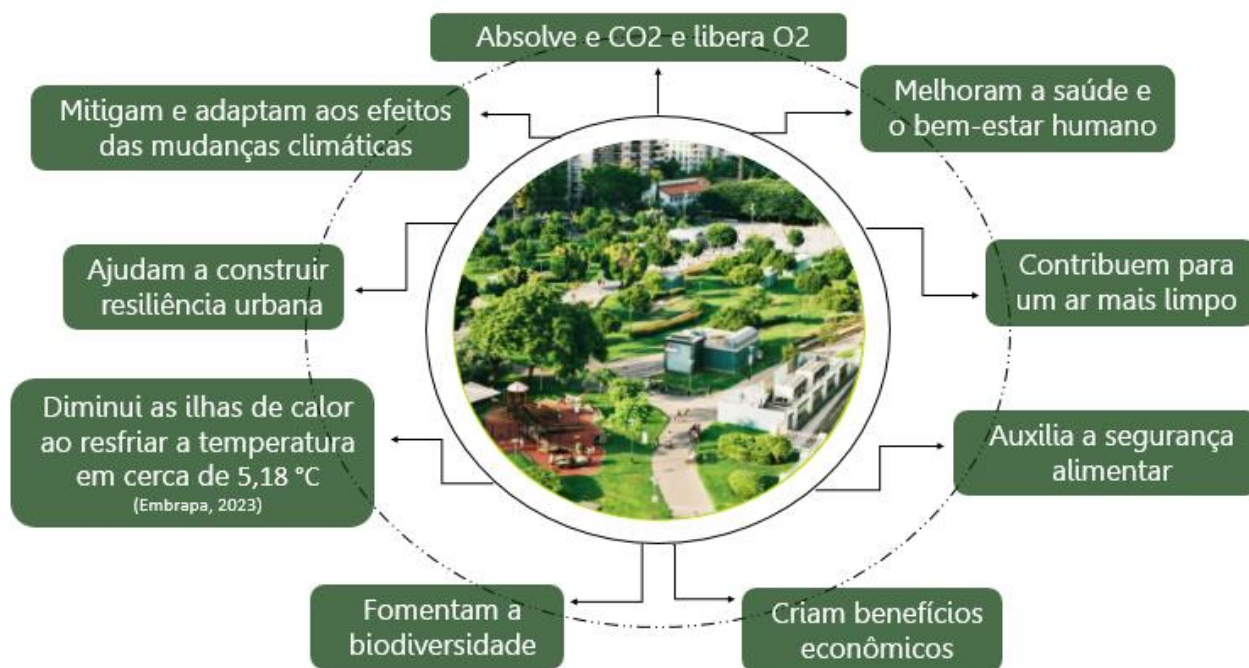 Absolve e CO2 e libera O2
Mitigam e adaptam aos efeitos
das mudanças climáticas
Melhoram a saúde e
o bem-estar humano
Ajudam a construir
resiliência urbana
Contribuem para
um ar mais limpo
Diminui as ilhas de calor
ao resfriar a temperatura
em cerca de 5,18 °C
(Embrapa, 2023)
Auxilia a segurança
alimentar
Fomentam a
biodiversidade
Criam benefícios
econômicos